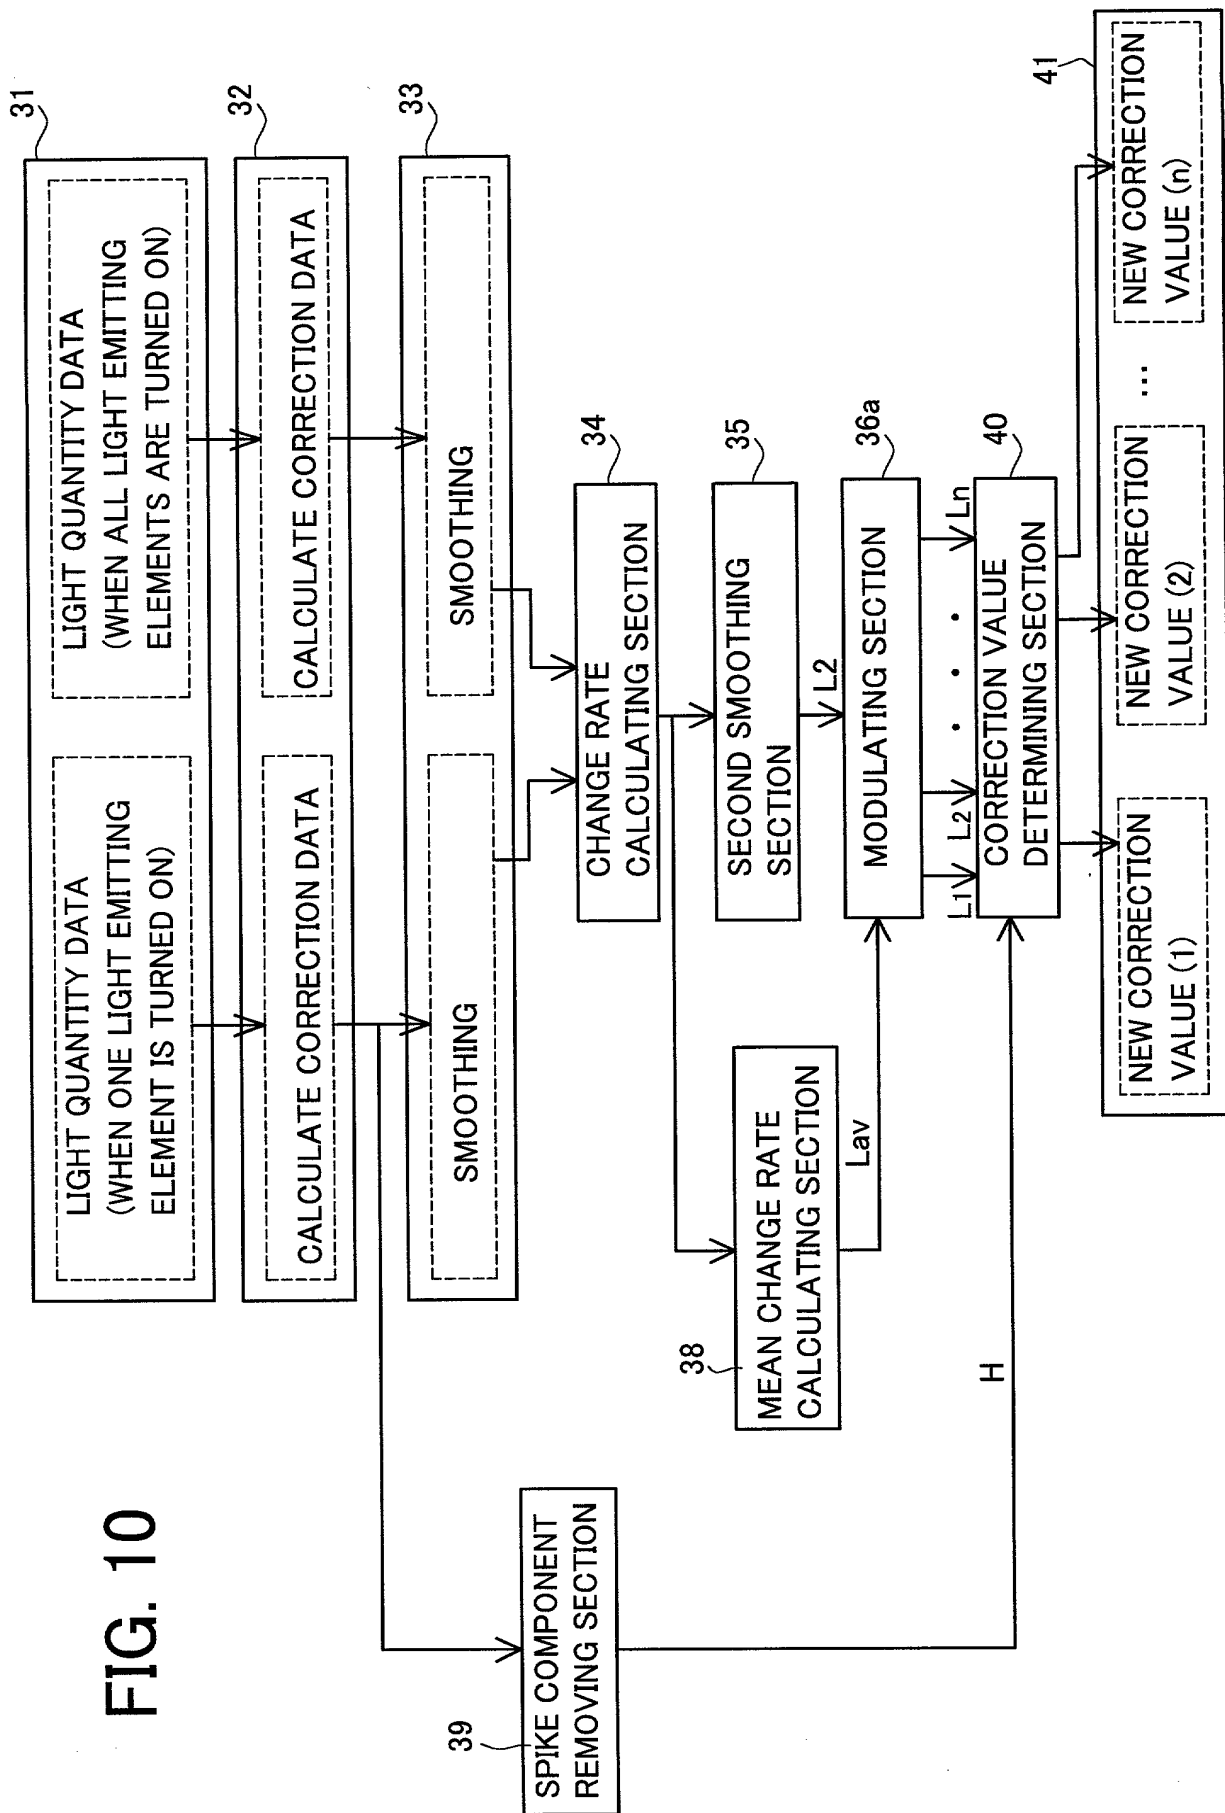 FIG. 10
31
LIGHT QUANTITY DATA
(WHEN ONE LIGHT EMITTING
ELEMENT IS TURNED ON)
LIGHT QUANTITY DATA
(WHEN ALL LIGHT EMITTING
ELEMENTS ARE TURNED ON)
32
CALCULATE CORRECTION DATA
CALCULATE CORRECTION DATA
33
SMOOTHING
SMOOTHING
39
SPIKE COMPONENT
REMOVING SECTION
34
CHANGE RATE
CALCULATING SECTION
38
MEAN CHANGE RATE
CALCULATING SECTION
35
SECOND SMOOTHING
SECTION
L2
Lav
36a
MODULATING SECTION
L1
L2
. . . .
Ln
H
40
CORRECTION VALUE
DETERMINING SECTION
41
NEW CORRECTION
VALUE (1)
NEW CORRECTION
VALUE (2)
...
NEW CORRECTION
VALUE (n)